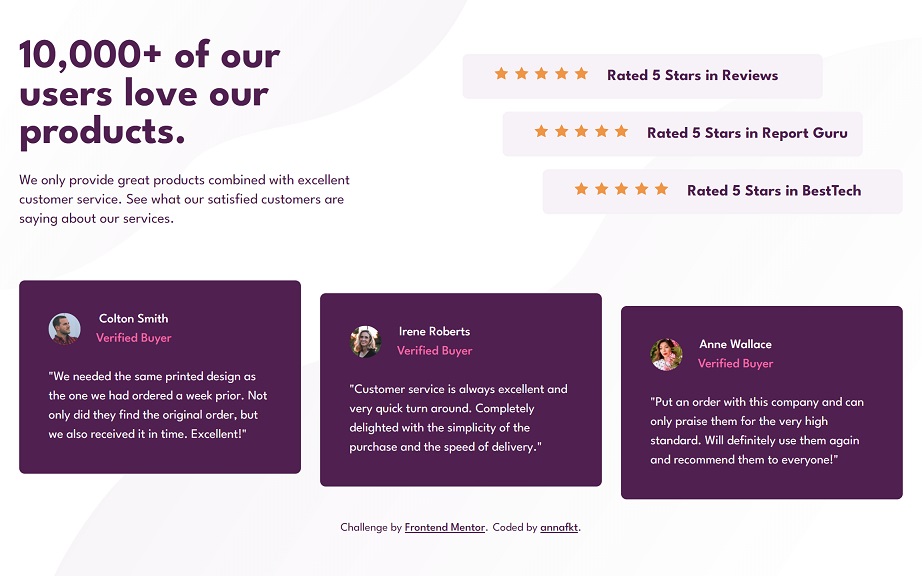 10,000+ of our
users love our
products.
We only provide great products combined with excellent
customer service. See what our satisfied customers are
saying about our services.
Rated 5 Stars in Reviews
Rated 5 Stars in Report Guru
Rated 5 Stars in BestTech
Colton Smith
Verified Buyer
"We needed the same printed design as
the one we had ordered a week prior. Not
only did they find the original order, but
we also received it in time. Excellent!"
Irene Roberts
Verified Buyer
"Customer service is always excellent and
very quick turn around. Completely
delighted with the simplicity of the
purchase and the speed of delivery."
Anne Wallace
Verified Buyer
"Put an order with this company and can
only praise them for the very high
standard. Will definitely use them again
and recommend them to everyone!"
Challenge by Frontend Mentor. Coded by annafkt.